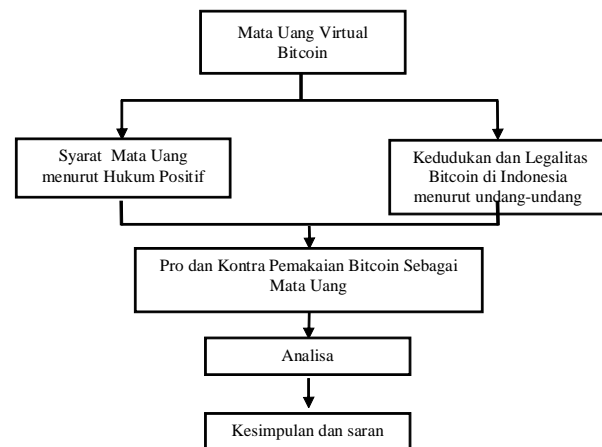 Mata Uang Virtual
Bitcoin
Syarat Mata Uang
menurut Hukum Positif
Kedudukan dan Legalitas
Bitcoin di Indonesia
menurut undang-undang
Pro dan Kontra Pemakaian Bitcoin Sebagai
Mata Uang
Analisa
Kesimpulan dan saran